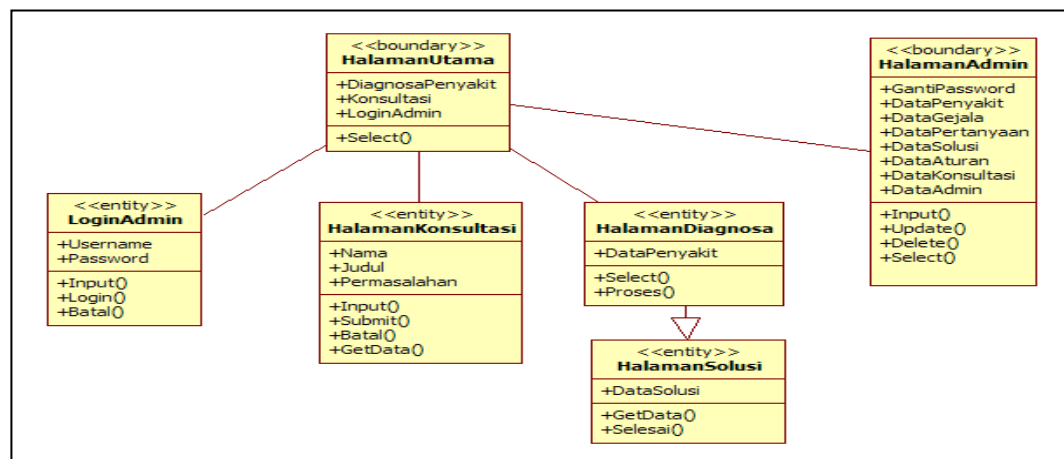 <<boundary>>
HalamanUtama
+DiagnosaPenyakit
+Konsultasi
+LoginAdmin
+Select()
<<boundary>>
HalamanAdmin
+GantiPassword
+DataPenyakit
+DataGejala
+DataPertanyaan
+DataSolusi
+DataAturan
+DataKonsultasi
+DataAdmin
+Input()
+Update()
+Delete()
+Select()
<<entity>>
LoginAdmin
+Username
+Password
+Input()
+Login()
+Batal()
<<entity>>
HalamanKonsultasi
+Nama
+Judul
+Permasalahan
+Input()
+Submit()
+Batal()
+GetData()
<<entity>>
HalamanDiagnosa
+DataPenyakit
+Select()
+Proses()
<<entity>>
HalamanSolusi
+DataSolusi
+GetData()
+Selesai()